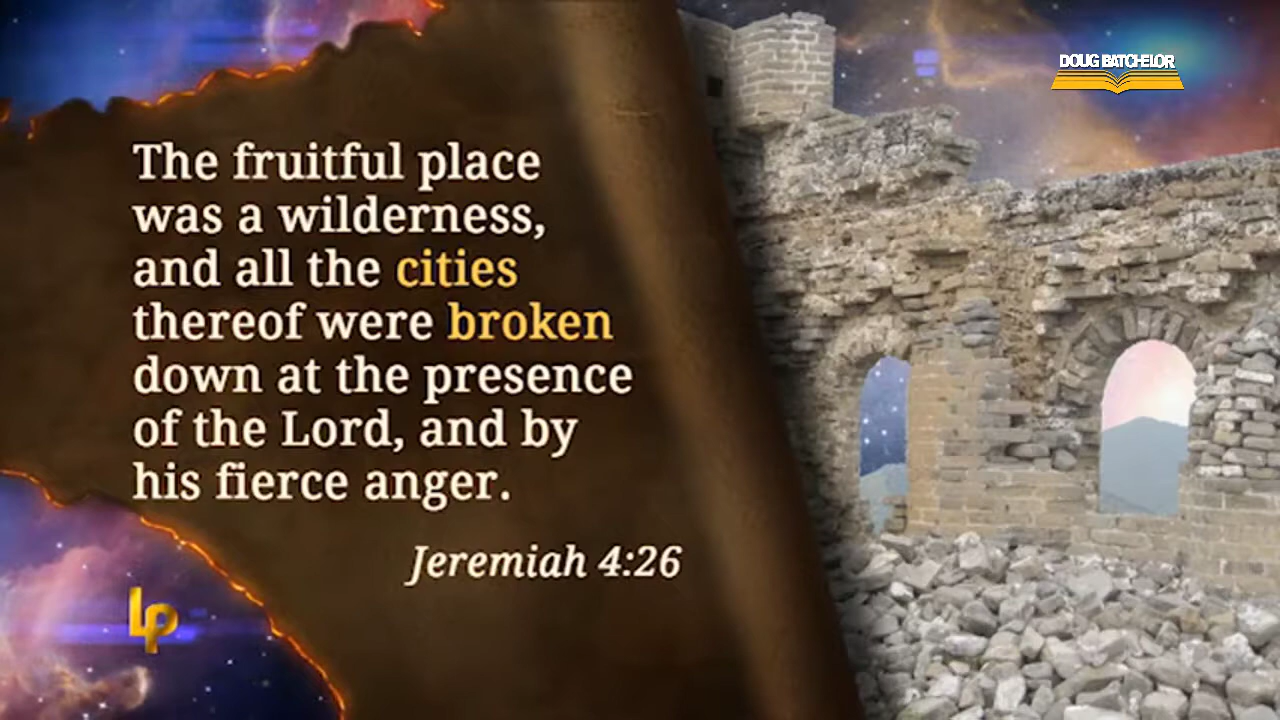 DOUG BATCHELOR
The fruitful place
was a wilderness,
and all the cities
thereof were broken
down at the presence
of the Lord, and by
his fierce anger.
Jeremiah 4:26
LP